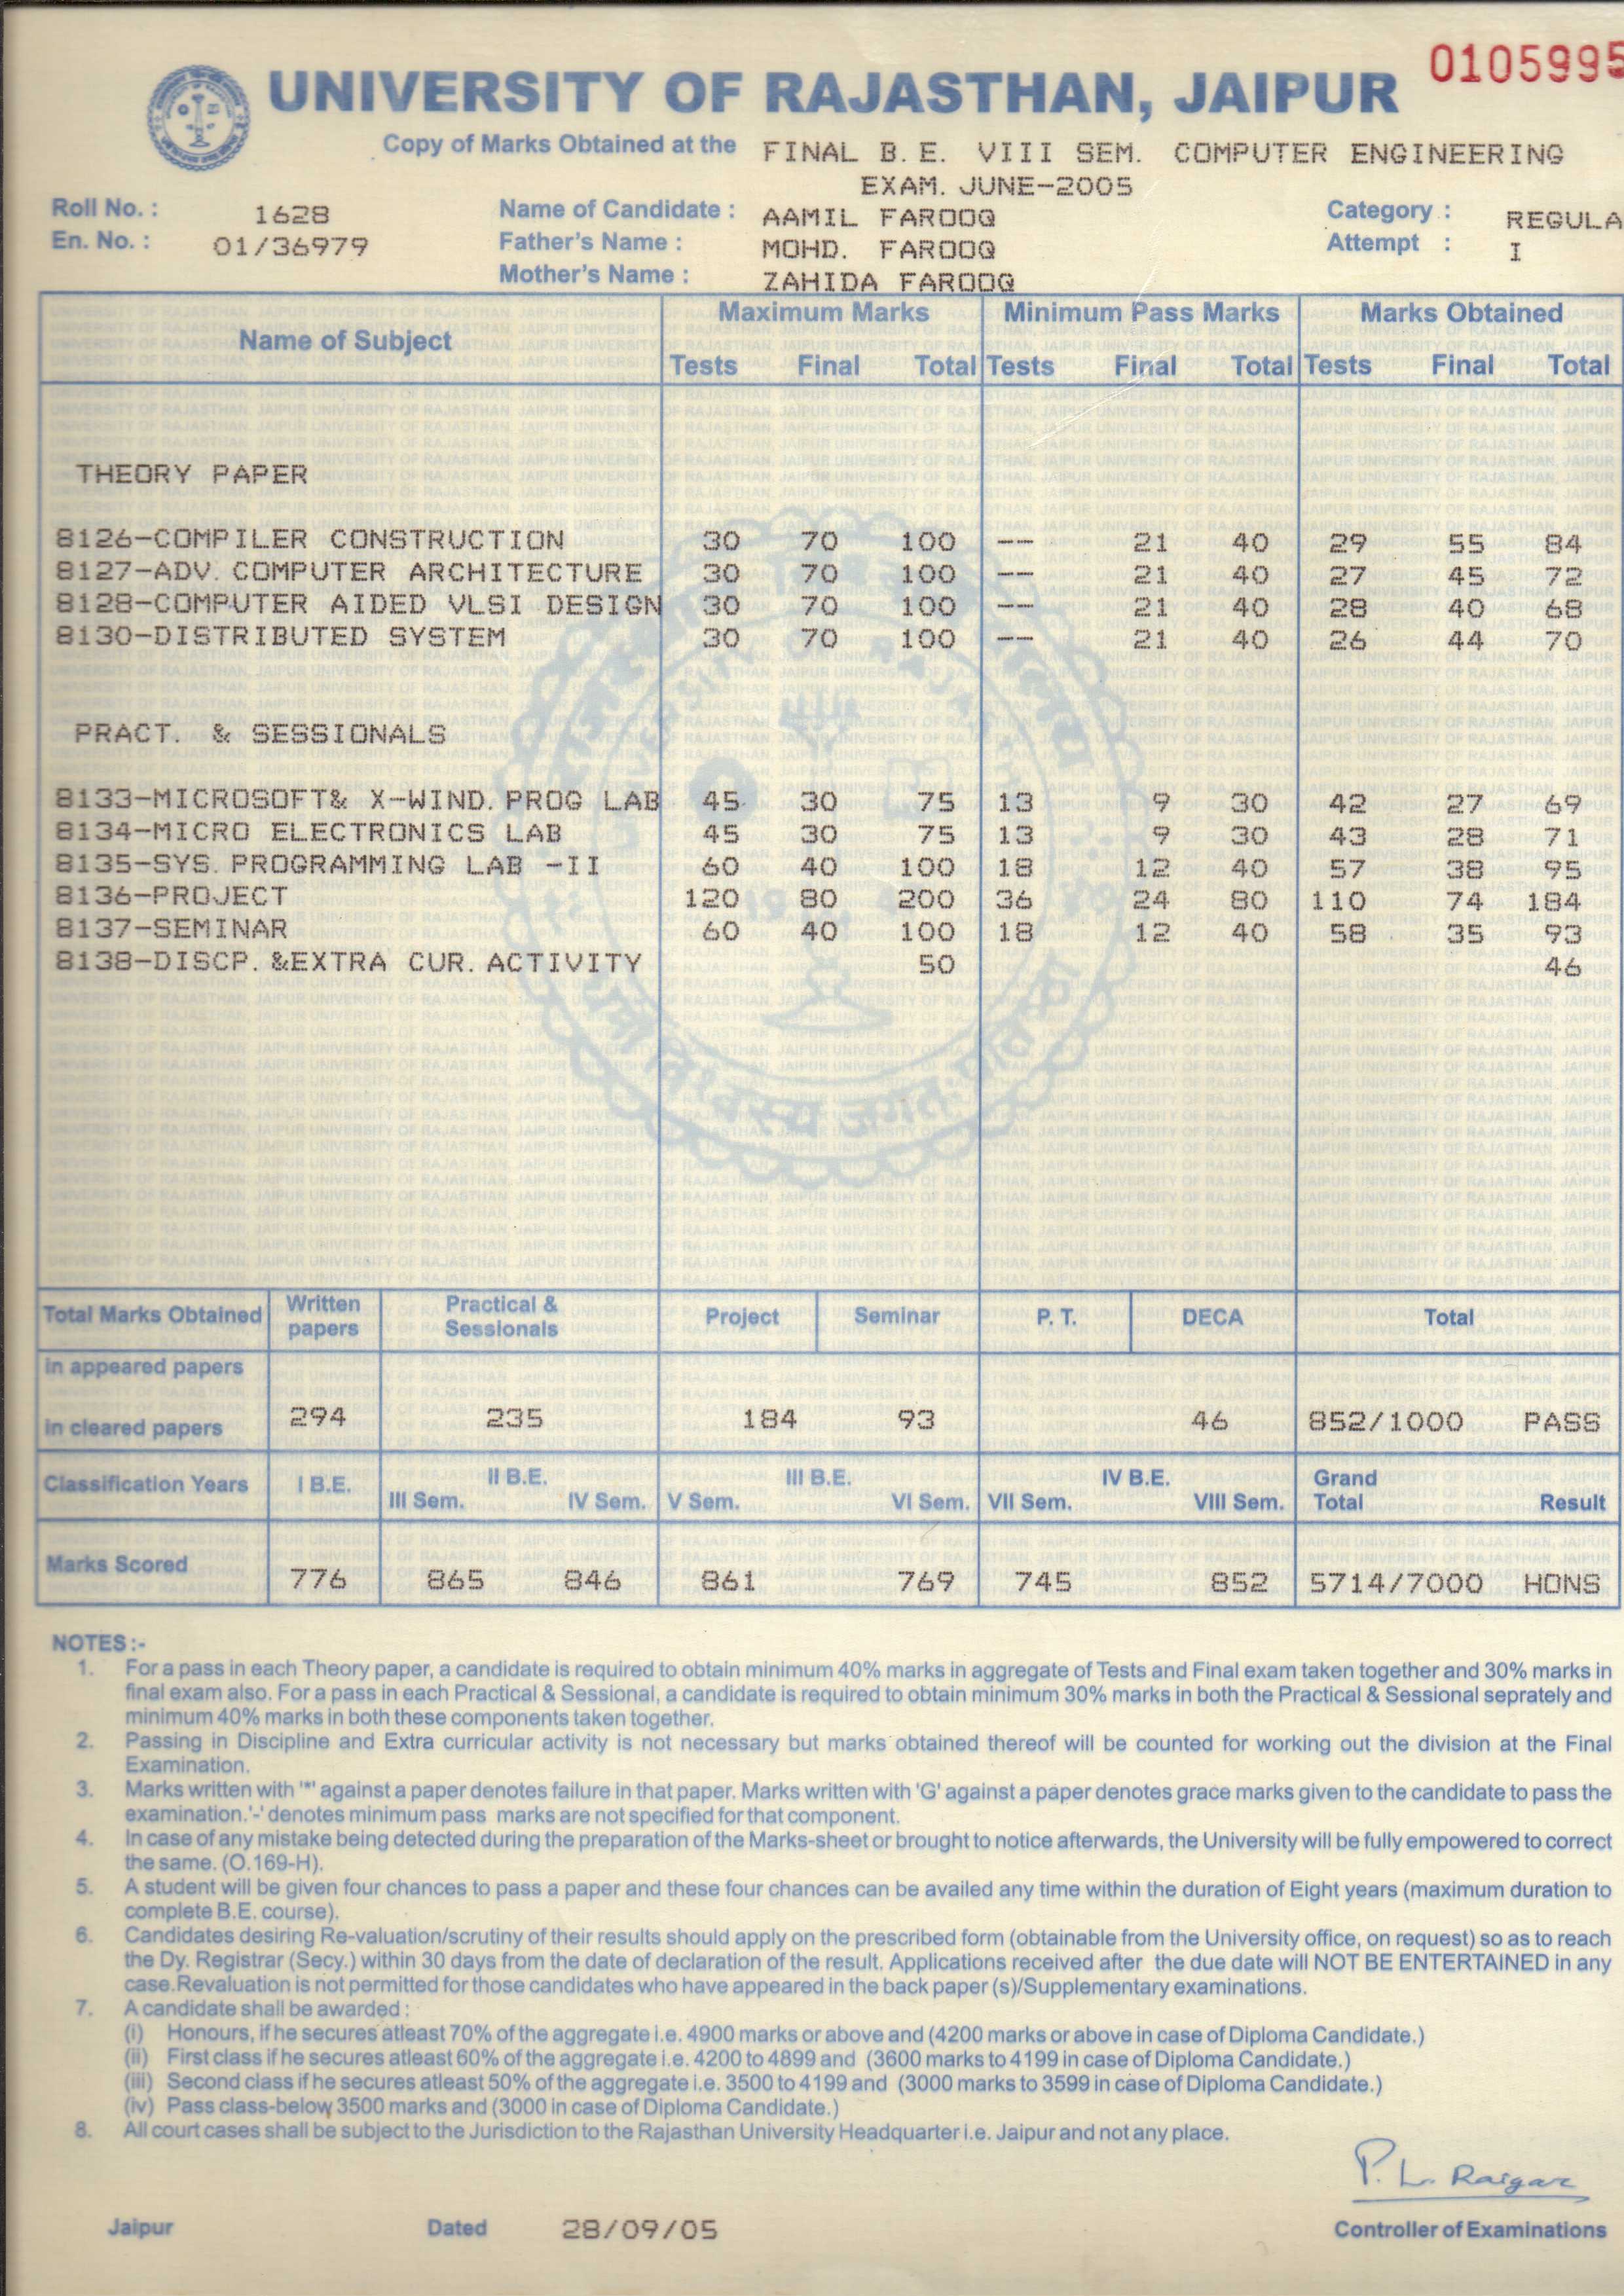 0105995
UNIVERSITY OF RAJASTHAN, JAIPUR
Copy of Marks Obtained at the FINAL B.E. VIII SEM. COMPUTER ENGINEERING
EXAM. JUNE-2005
Roll No. : 1628 Name of Candidate : AAMIL FAROOQ Category : REGULA
En. No. : 01/36979 Father's Name : MOHD. FAROOQ Attempt : I
Mother's Name : ZAHIDA FAROOQ
Name of Subject Maximum Marks Minimum Pass Marks Marks Obtained
Tests Final Total Tests Final Total Tests Final Total
THEORY PAPER
8126-COMPILER CONSTRUCTION 30 70 100 -- 21 40 29 55 84
8127-ADV. COMPUTER ARCHITECTURE 30 70 100 -- 21 40 27 45 72
8128-COMPUTER AIDED VLSI DESIGN 30 70 100 -- 21 40 28 40 68
8130-DISTRIBUTED SYSTEM 30 70 100 -- 21 40 26 44 70
PRACT. & SESSIONALS
8133-MICROSOFT& X-WIND. PROG LAB 45 30 75 13 9 30 42 27 69
8134-MICRO ELECTRONICS LAB 45 30 75 13 9 30 43 28 71
8135-SYS. PROGRAMMING LAB -II 60 40 100 18 12 40 57 38 95
8136-PROJECT 120 80 200 36 24 80 110 74 184
8137-SEMINAR 60 40 100 18 12 40 58 35 93
8138-DISCP. &EXTRA CUR. ACTIVITY 50 46
Total Marks Obtained Written papers Practical & Sessionals Project Seminar P. T. DECA Total
in appeared papers
in cleared papers 294 235 184 93 46 852/1000 PASS
Classification Years I B.E. II B.E. III B.E. IV B.E. Grand Total Result
III Sem. IV Sem. V Sem. VI Sem. VII Sem. VIII Sem.
Marks Scored 776 865 846 861 769 745 852 5714/7000 HONS
NOTES :-
1. For a pass in each Theory paper, a candidate is required to obtain minimum 40% marks in aggregate of Tests and Final exam taken together and 30% marks in
final exam also. For a pass in each Practical & Sessional, a candidate is required to obtain minimum 30% marks in both the Practical & Sessional seprately and
minimum 40% marks in both these components taken together.
2. Passing in Discipline and Extra curricular activity is not necessary but marks obtained thereof will be counted for working out the division at the Final
Examination.
3. Marks written with '*' against a paper denotes failure in that paper. Marks written with 'G' against a paper denotes grace marks given to the candidate to pass the
examination.'-' denotes minimum pass marks are not specified for that component.
4. In case of any mistake being detected during the preparation of the Marks-sheet or brought to notice afterwards, the University will be fully empowered to correct
the same. (O.169-H).
5. A student will be given four chances to pass a paper and these four chances can be availed any time within the duration of Eight years (maximum duration to
complete B.E. course).
6. Candidates desiring Re-valuation/scrutiny of their results should apply on the prescribed form (obtainable from the University office, on request) so as to reach
the Dy. Registrar (Secy.) within 30 days from the date of declaration of the result. Applications received after the due date will NOT BE ENTERTAINED in any
case.Revaluation is not permitted for those candidates who have appeared in the back paper (s)/Supplementary examinations.
7. A candidate shall be awarded :
(i) Honours, if he secures atleast 70% of the aggregate i.e. 4900 marks or above and (4200 marks or above in case of Diploma Candidate.)
(ii) First class if he secures atleast 60% of the aggregate i.e. 4200 to 4899 and (3600 marks to 4199 in case of Diploma Candidate.)
(iii) Second class if he secures atleast 50% of the aggregate i.e. 3500 to 4199 and (3000 marks to 3599 in case of Diploma Candidate.)
(iv) Pass class-below 3500 marks and (3000 in case of Diploma Candidate.)
8. All court cases shall be subject to the Jurisdiction to the Rajasthan University Headquarter i.e. Jaipur and not any place.
P. L. Raigar
Jaipur Dated 28/09/05 Controller of Examinations